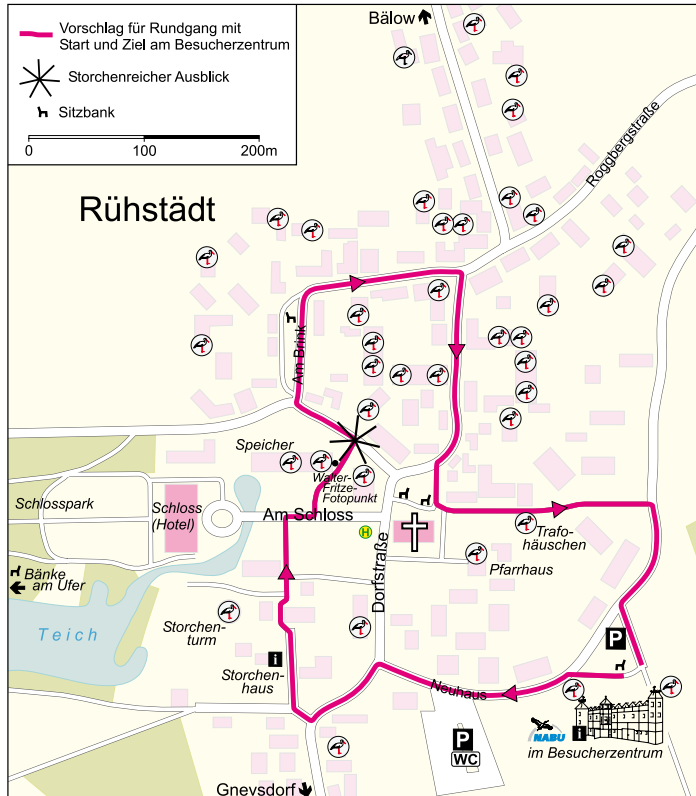 Vorschlag für Rundgang mit
Start und Ziel am Besucherzentrum
Storchenreicher Ausblick
Sitzbank
0 100 200m
Bälow
Roggbergstraße
Rühstädt
Am Brink
Speicher
Walter-
Fritze-
Fotopunkt
Schlosspark
Schloss
(Hotel)
Am Schloss
H
Trafo-
häuschen
Dorfstraße
Pfarrhaus
Bänke
am Ufer
Teich
Storchen-
turm
P
i
Storchen-
haus
Neuhaus
P
WC
NABU
i
im Besucherzentrum
Gnevsdorf